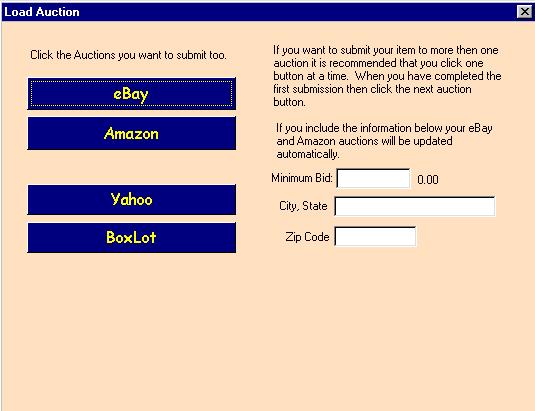 Load Auction
Click the Auctions you want to submit too.
eBay
Amazon
Yahoo
BoxLot
If you want to submit your item to more then one
auction it is recommended that you click one
button at a time. When you have completed the
first submission then click the next auction
button.
If you include the information below your eBay
and Amazon auctions will be updated
automatically.
Minimum Bid: 0.00
City, State
Zip Code